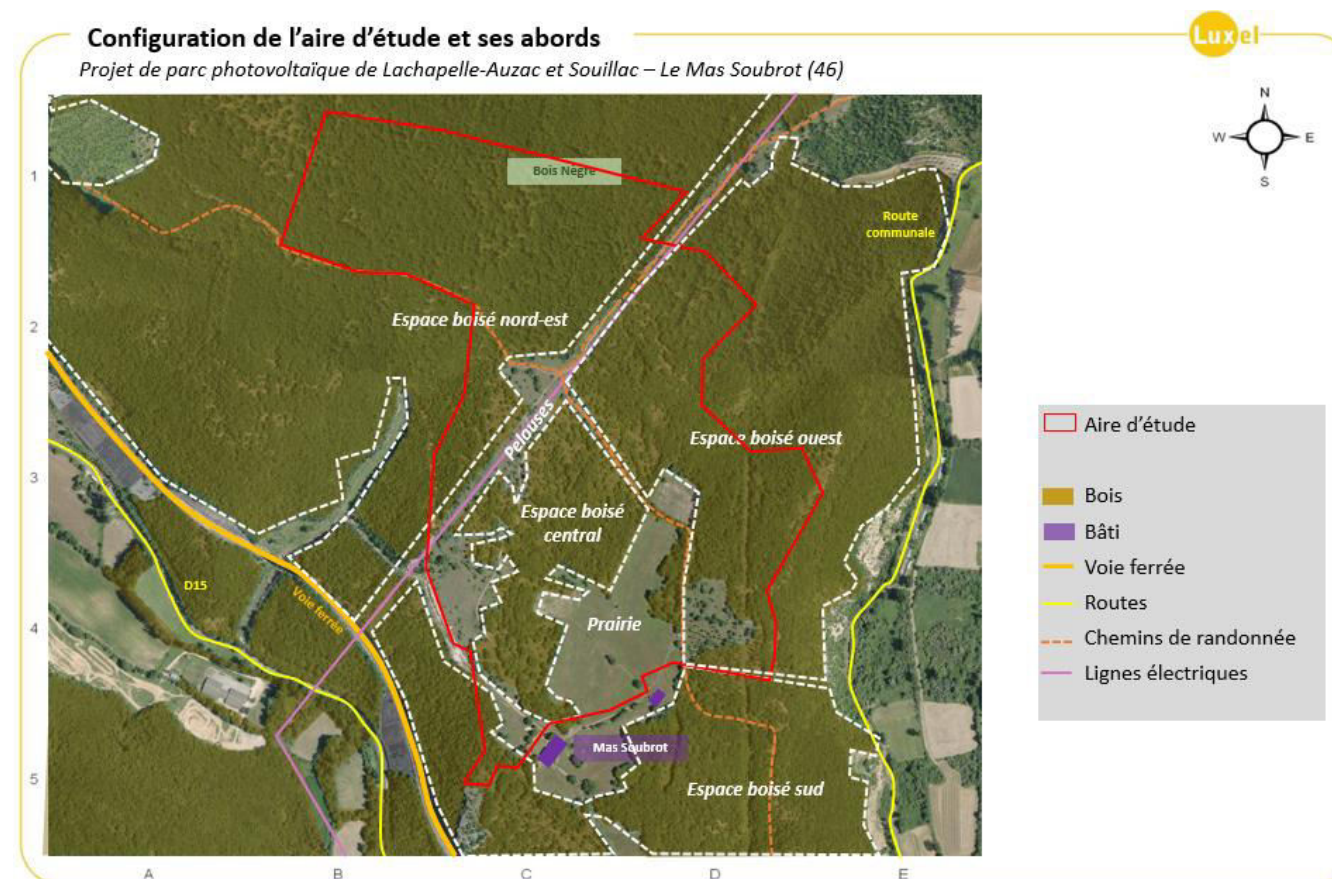 Configuration de l'aire d'étude et ses abords
Luxel
Projet de parc photovoltaïque de Lachapelle-Auzac et Souillac – Le Mas Soubrot (46)
N
W E
S
1
Bois Nègre
Route
communale
2
Espace boisé nord-est
Pelouses
Espace boisé ouest
Aire d'étude
3
Espace boisé
central
Bois
Bâti
D15
Voie ferrée
Voie ferrée
Routes
4
Prairie
Chemins de randonnée
Lignes électriques
Mas Soubrot
5
Espace boisé sud
A B C D E